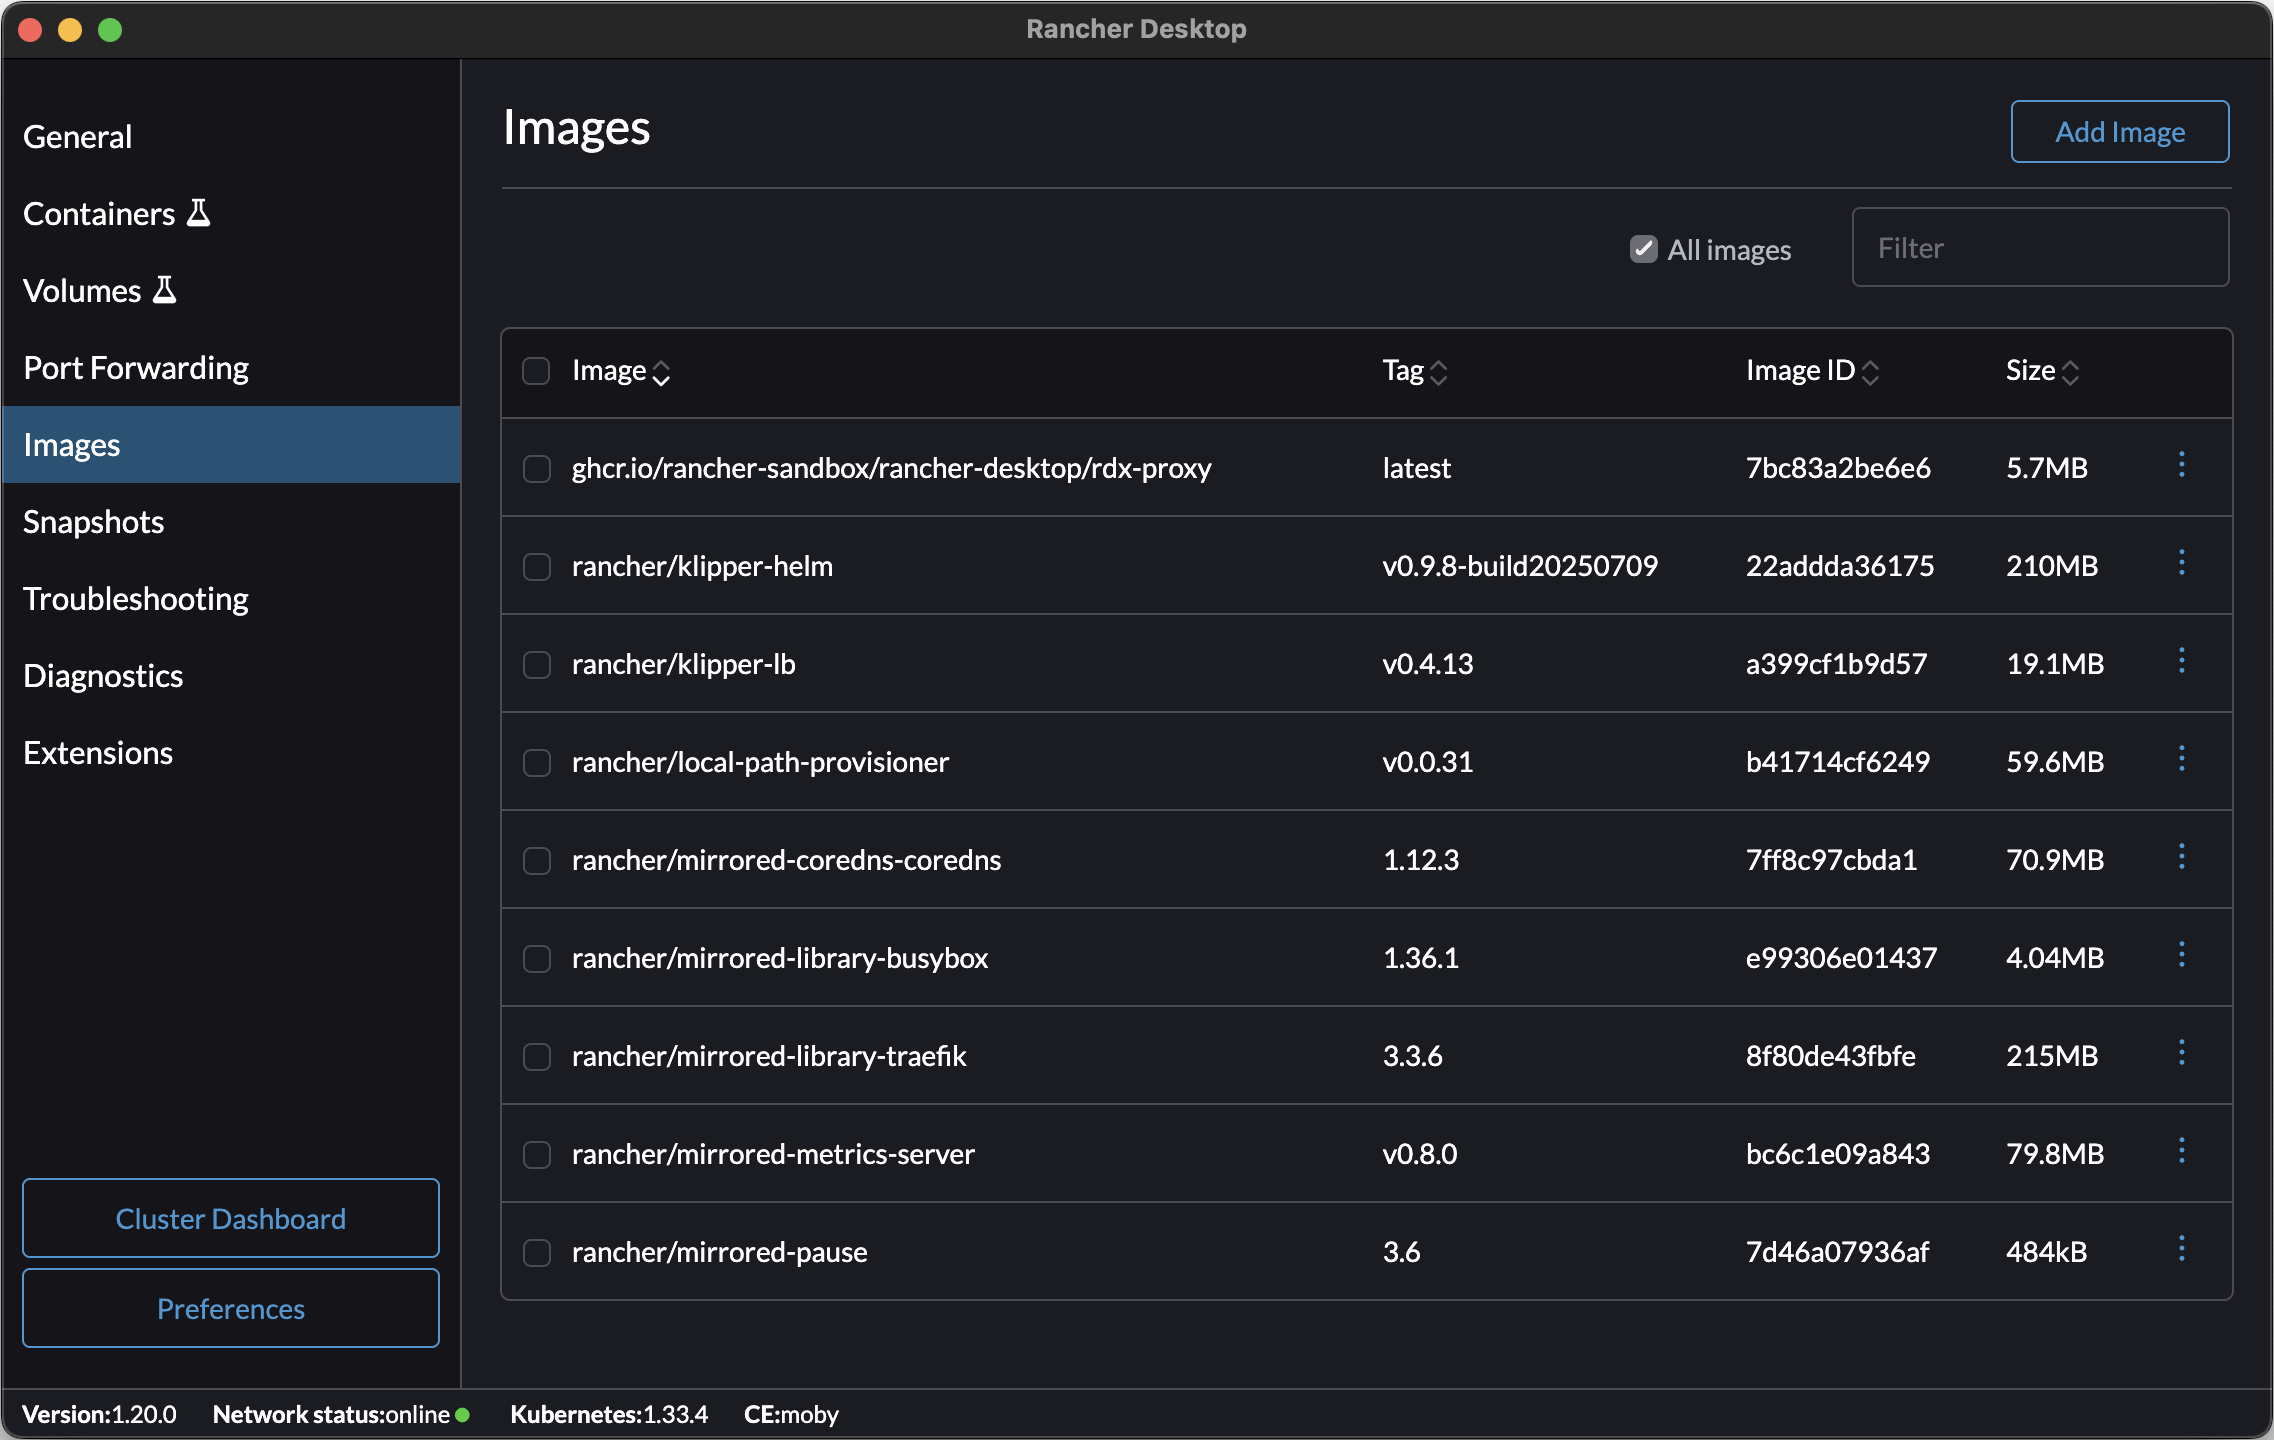 Rancher Desktop
General
Containers
Volumes
Port Forwarding
Images
Snapshots
Troubleshooting
Diagnostics
Extensions
Cluster Dashboard
Preferences
Images
Add Image
All images
Filter
Image Tag Image ID Size
ghcr.io/rancher-sandbox/rancher-desktop/rdx-proxy latest 7bc83a2be6e6 5.7MB
rancher/klipper-helm v0.9.8-build20250709 22addda36175 210MB
rancher/klipper-lb v0.4.13 a399cf1b9d57 19.1MB
rancher/local-path-provisioner v0.0.31 b41714cf6249 59.6MB
rancher/mirrored-coredns-coredns 1.12.3 7ff8c97cbda1 70.9MB
rancher/mirrored-library-busybox 1.36.1 e99306e01437 4.04MB
rancher/mirrored-library-traefik 3.3.6 8f80de43fbfe 215MB
rancher/mirrored-metrics-server v0.8.0 bc6c1e09a843 79.8MB
rancher/mirrored-pause 3.6 7d46a07936af 484kB
Version:1.20.0 Network status:online Kubernetes:1.33.4 CE:moby